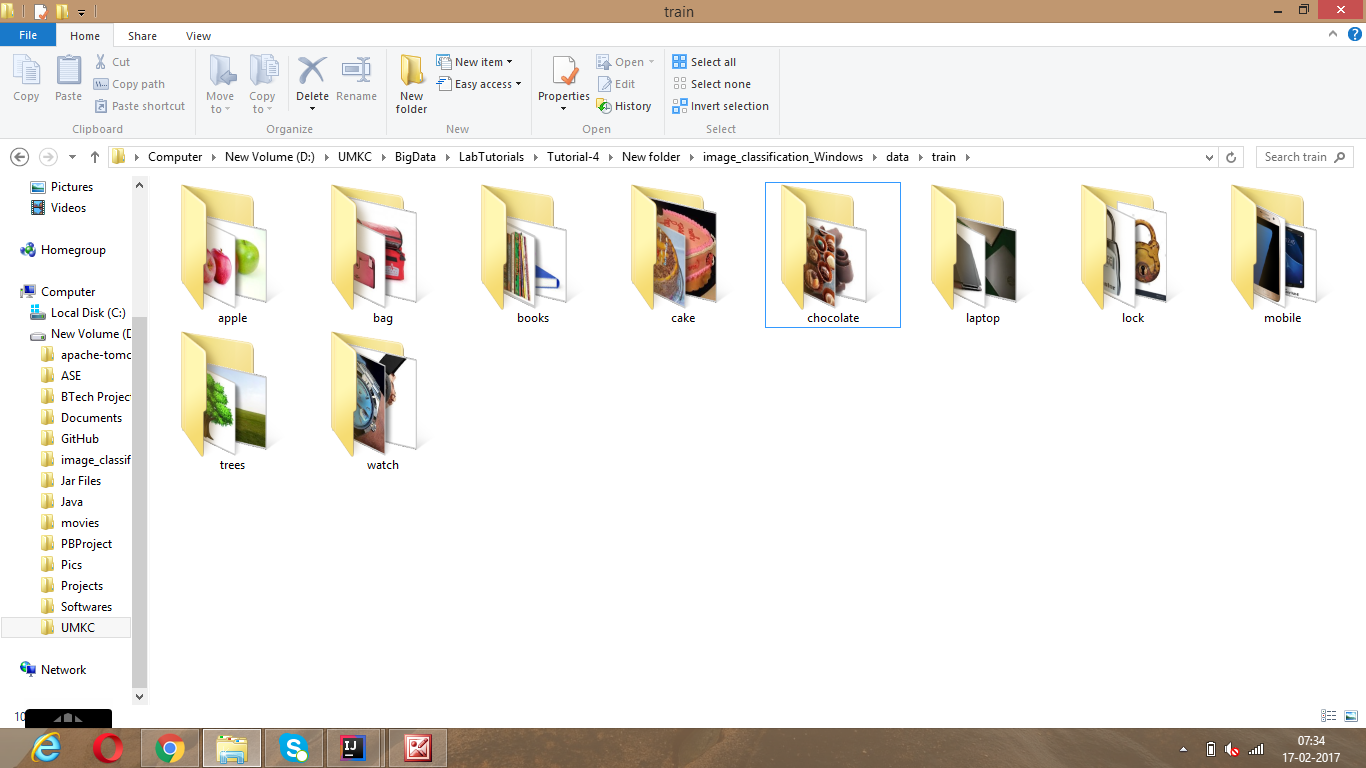 train
File Home Share View
Copy
Paste
Cut
Copy path
Paste shortcut
Clipboard
Move to
Copy to
Delete
Rename
Organize
New folder
New item
Easy access
New
Properties
Open
Edit
History
Open
Select all
Select none
Invert selection
Select
Computer New Volume (D:) UMKC BigData LabTutorials Tutorial-4 New folder image_classification_Windows data train
Search train
Pictures
Videos
Homegroup
Computer
Local Disk (C:)
New Volume (D
apache-tomc
ASE
BTech Project
Documents
GitHub
image_classif
Jar Files
Java
movies
PBProject
Pics
Projects
Softwares
UMKC
Network
apple bag books cake chocolate laptop lock mobile
trees watch
10
IJ
07:34
17-02-2017